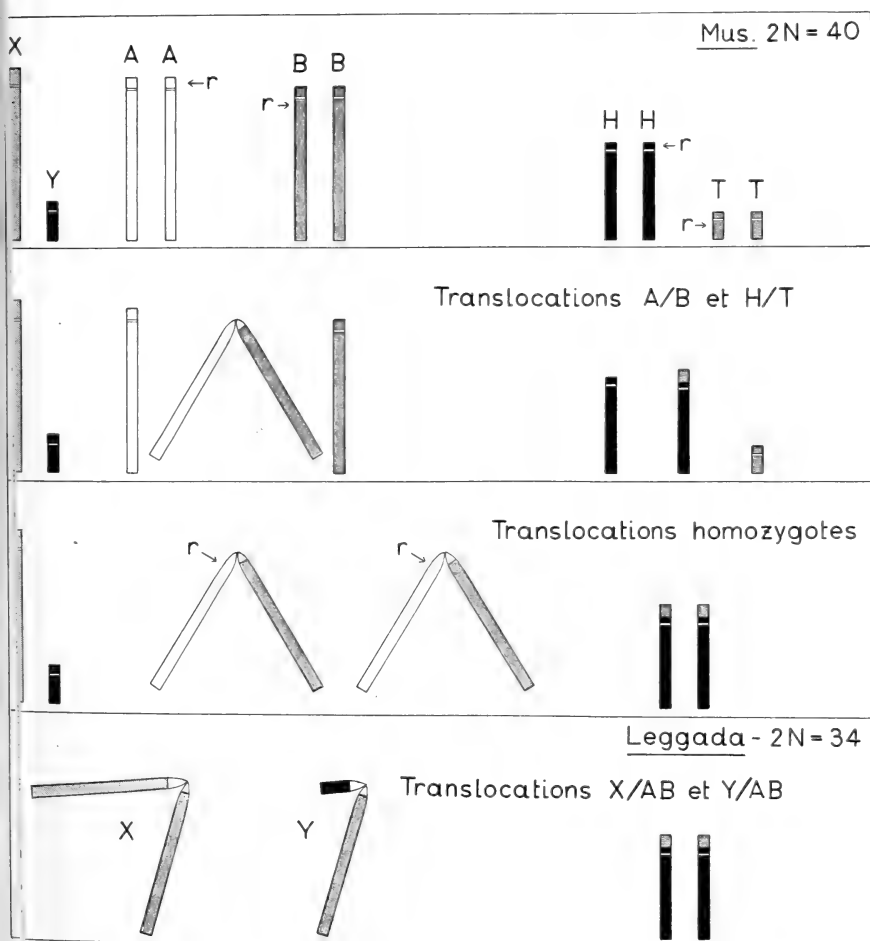 Mus. 2N = 40
X
A A
B B
←r
r→
H H
←r
Y
T T
r→
Translocations A/B et H/T
Translocations homozygotes
r
r
Leggada - 2N = 34
Translocations X/AB et Y/AB
X
Y